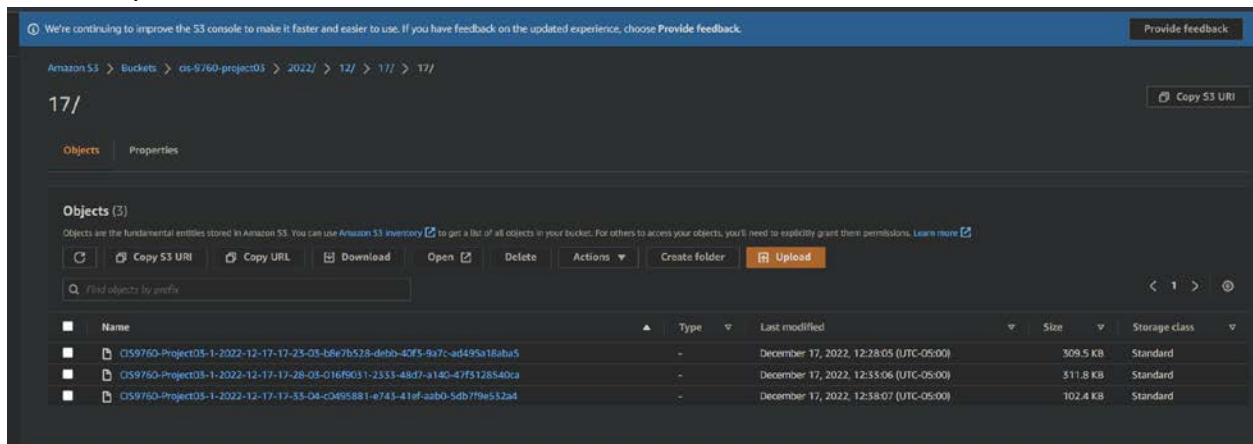 We're continuing to improve the S3 console to make it faster and easier to use. If you have feedback on the updated experience, choose Provide feedback.
Provide feedback
Amazon S3 > Buckets > cis-9760-project03 > 2022/ > 12/ > 17/ > 17/
17/
Copy S3 URI
Objects Properties
Objects (3)
Objects are the fundamental entities stored in Amazon S3. You can use Amazon S3 inventory to get a list of all objects in your bucket. For others to access your objects, you'll need to explicitly grant them permissions. Learn more
Copy S3 URI Copy URL Download Open Delete Actions Create folder Upload
Find objects by prefix
< 1 >
Name Type Last modified Size Storage class
CIS9760-Project03-1-2022-12-17-17-23-03-b8e7b528-debb-40f3-9a7c-ad495a18aba5 - December 17, 2022, 12:28:05 (UTC-05:00) 309.5 KB Standard
CIS9760-Project03-1-2022-12-17-17-28-03-016f9031-2333-48d7-a140-47f3128540ca - December 17, 2022, 12:33:06 (UTC-05:00) 311.8 KB Standard
CIS9760-Project03-1-2022-12-17-17-33-04-c0495881-e743-41ef-aab0-5db7f9e532a4 - December 17, 2022, 12:38:07 (UTC-05:00) 102.4 KB Standard